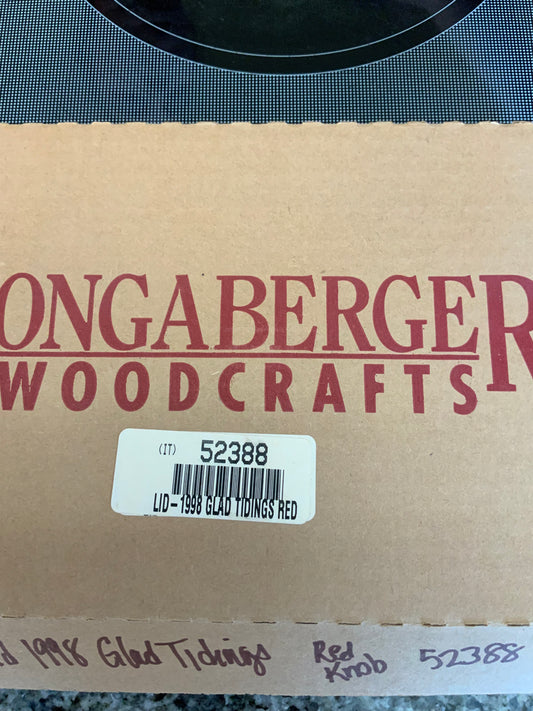 ONGABERGER
WOODCRAFTS
(IT) 52388
LID-1998 GLAD TIDINGS RED
d 1998 Glad Tidings Red Knob 52388